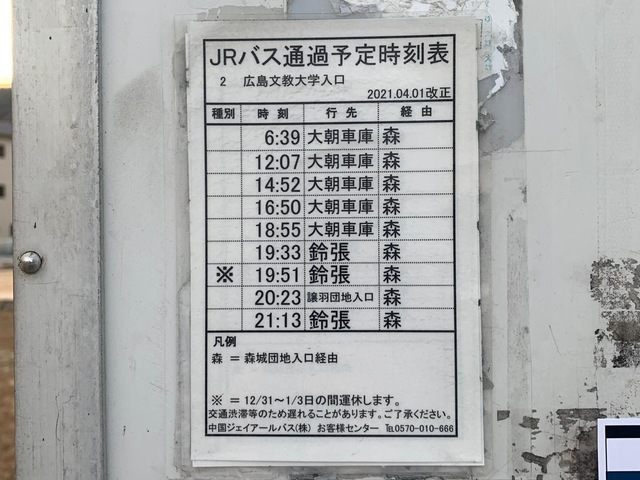 JRバス通過予定時刻表
2 広島文教大学入口
2021.04.01改正
種別 時刻 行先 経由
6:39 大朝車庫 森
12:07 大朝車庫 森
14:52 大朝車庫 森
16:50 大朝車庫 森
18:55 大朝車庫 森
19:33 鈴張 森
※ 19:51 鈴張 森
20:23 譲羽団地入口 森
21:13 鈴張 森
凡例
森 = 森城団地入口経由
※ = 12/31~1/3日の間運休します。
交通渋滞等のため遅れることがあります。ご了承ください。
中国ジェイアールバス(株) お客様センター ℡0570-010-666